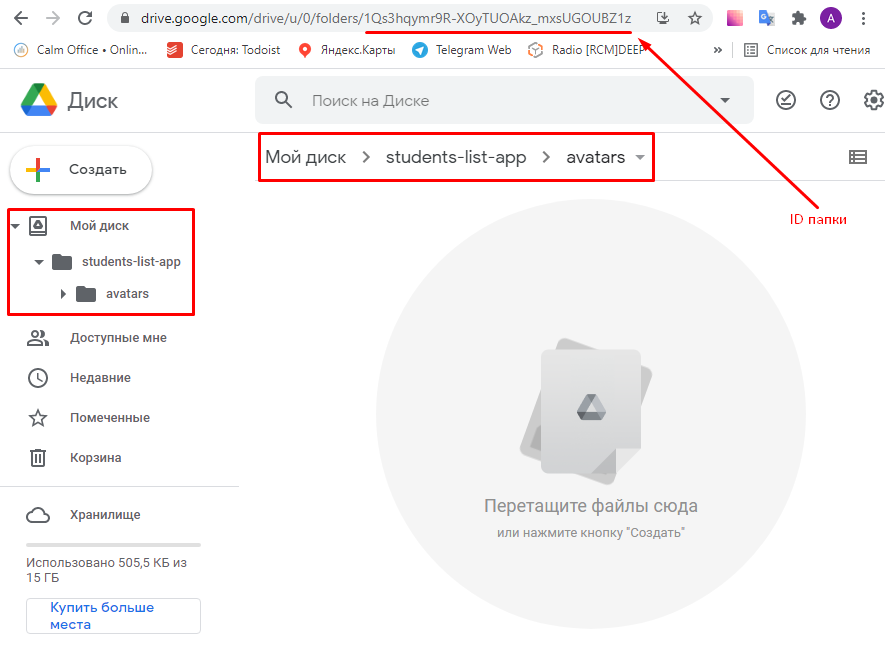 drive.google.com/drive/u/0/folders/1Qs3hqymr9R-XOyTUOAkz_mxsUGOUBZ1z
A
Calm Office • Onlin...
Сегодня: Todoist
Яндекс.Карты
Telegram Web
Radio [RCM]DEEP
»
Список для чтения
Диск
Поиск на Диске
Создать
Мой диск
students-list-app
avatars
ID папки
Мой диск
students-list-app
avatars
Доступные мне
Недавние
Помеченные
Корзина
Хранилище
Использовано 505,5 КБ из
15 ГБ
Купить больше
места
Перетащите файлы сюда
или нажмите кнопку "Создать"